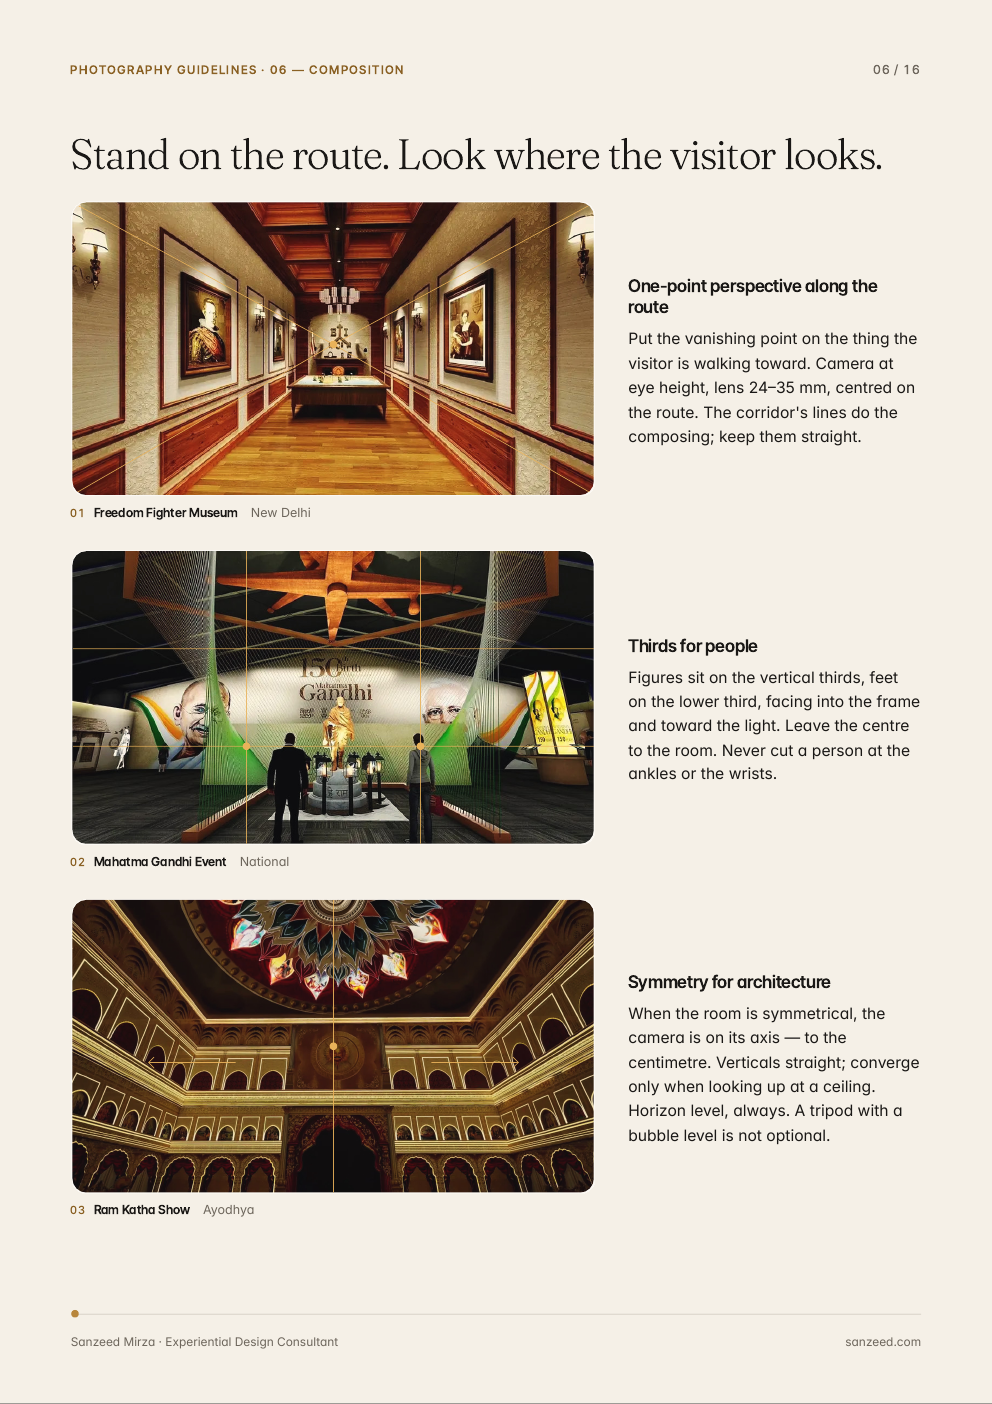 PHOTOGRAPHY GUIDELINES · 06 — COMPOSITION
06 / 16
Stand on the route. Look where the visitor looks.
One-point perspective along the
route
Put the vanishing point on the thing the
visitor is walking toward. Camera at
eye height, lens 24–35 mm, centred on
the route. The corridor's lines do the
composing; keep them straight.
01 Freedom Fighter Museum New Delhi
150
Birth
Mahatma
Gandhi
Thirds for people
Figures sit on the vertical thirds, feet
on the lower third, facing into the frame
and toward the light. Leave the centre
to the room. Never cut a person at the
ankles or the wrists.
02 Mahatma Gandhi Event National
Symmetry for architecture
When the room is symmetrical, the
camera is on its axis — to the
centimetre. Verticals straight; converge
only when looking up at a ceiling.
Horizon level, always. A tripod with a
bubble level is not optional.
03 Ram Katha Show Ayodhya
Sanzeed Mirza · Experiential Design Consultant
sanzeed.com